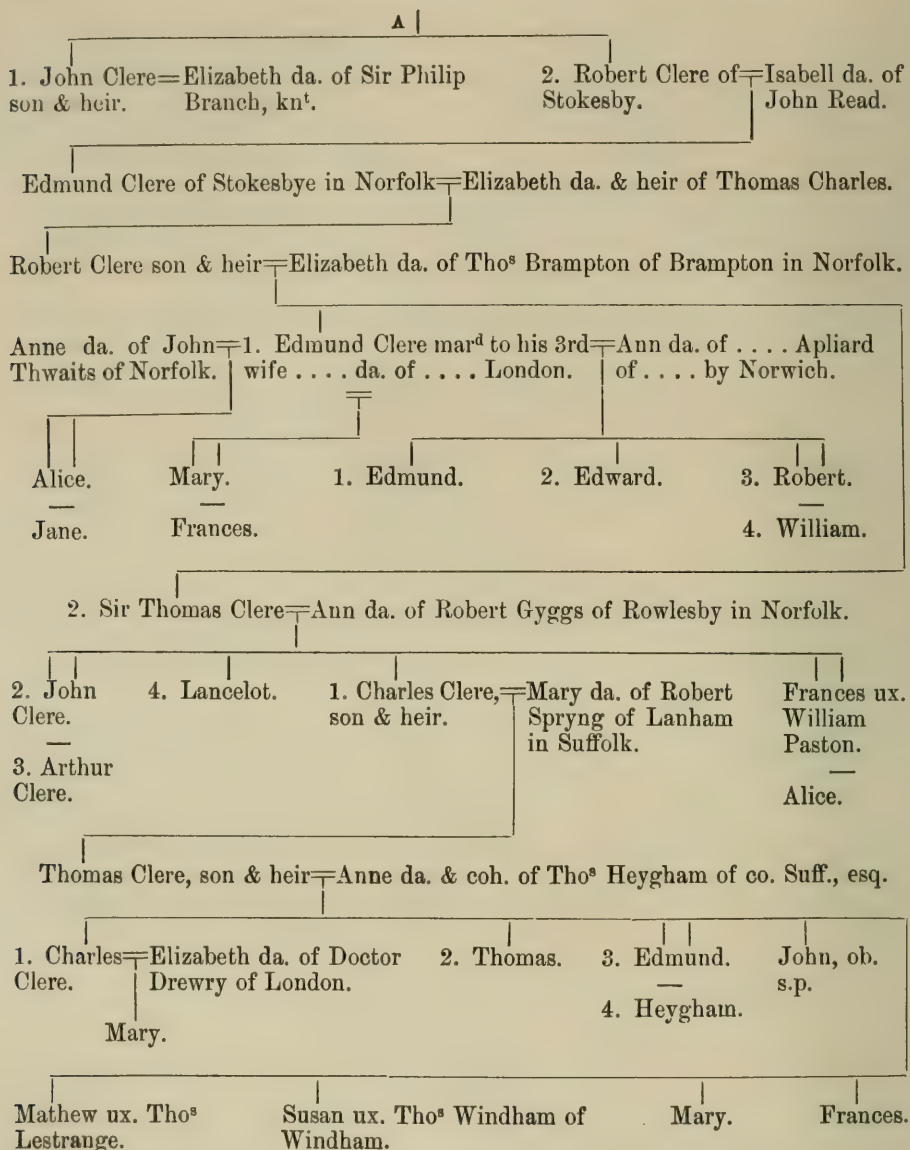 A
1. John Clere=Elizabeth da. of Sir Philip 2. Robert Clere of=Isabell da. of
son & heir. Branch, knᵗ. Stokesby. John Read.
Edmund Clere of Stokesbye in Norfolk=Elizabeth da. & heir of Thomas Charles.
Robert Clere son & heir=Elizabeth da. of Thoˢ Brampton of Brampton in Norfolk.
Anne da. of John=1. Edmund Clere marᵈ to his 3rd=Ann da. of .... Apliard
Thwaits of Norfolk. wife .... da. of .... London. of .... by Norwich.
Alice. Mary. 1. Edmund. 2. Edward. 3. Robert.
— — —
Jane. Frances. 4. William.
2. Sir Thomas Clere=Ann da. of Robert Gyggs of Rowlesby in Norfolk.
2. John 4. Lancelot. 1. Charles Clere,=Mary da. of Robert Frances ux.
Clere. son & heir. Spryng of Lanham William
— in Suffolk. Paston.
3. Arthur —
Clere. Alice.
Thomas Clere, son & heir=Anne da. & coh. of Thoˢ Heygham of co. Suff., esq.
1. Charles=Elizabeth da. of Doctor 2. Thomas. 3. Edmund. John, ob.
Clere. Drewry of London. — s.p.
4. Heygham.
Mary.
Mathew ux. Thoˢ Susan ux. Thoˢ Windham of Mary. Frances.
Lestrange. Windham.